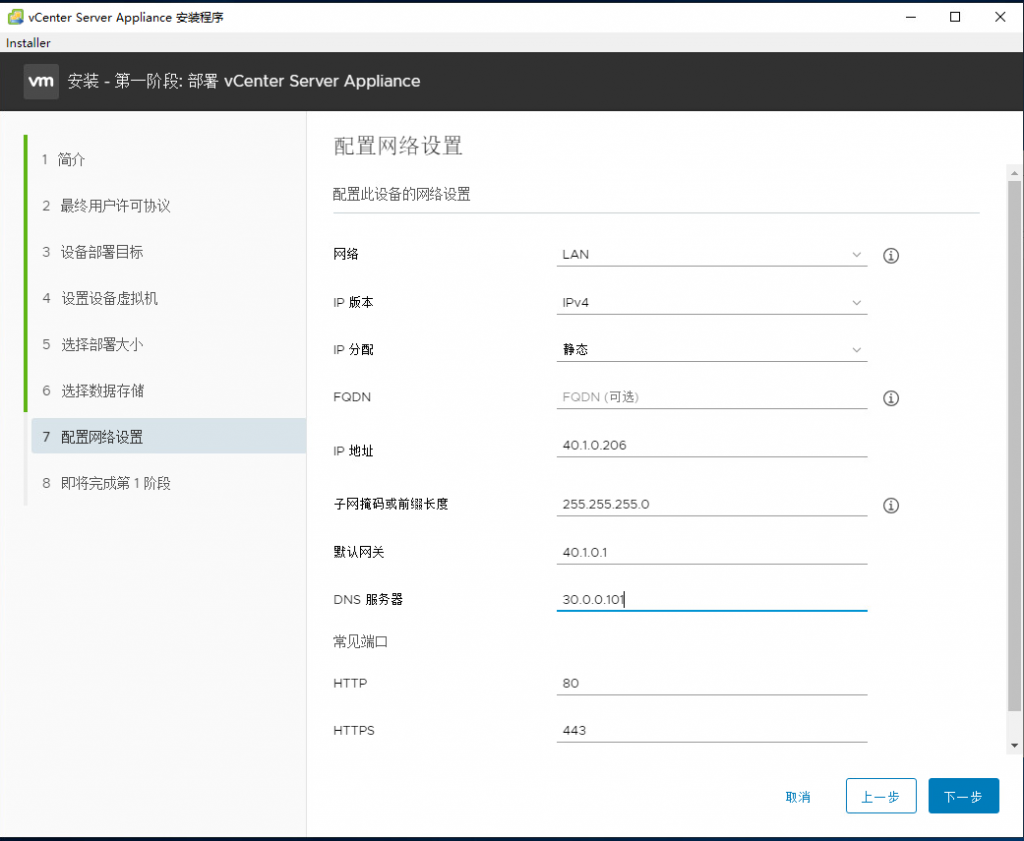 vCenter Server Appliance 安装程序
Installer
vm 安装 - 第一阶段: 部署 vCenter Server Appliance
1 简介
2 最终用户许可协议
3 设备部署目标
4 设置设备虚拟机
5 选择部署大小
6 选择数据存储
7 配置网络设置
8 即将完成第 1 阶段
配置网络设置
配置此设备的网络设置
网络 LAN
IP 版本 IPv4
IP 分配 静态
FQDN FQDN (可选)
IP 地址 40.1.0.206
子网掩码或前缀长度 255.255.255.0
默认网关 40.1.0.1
DNS 服务器 30.0.0.101
常见端口
HTTP 80
HTTPS 443
取消 上一步 下一步